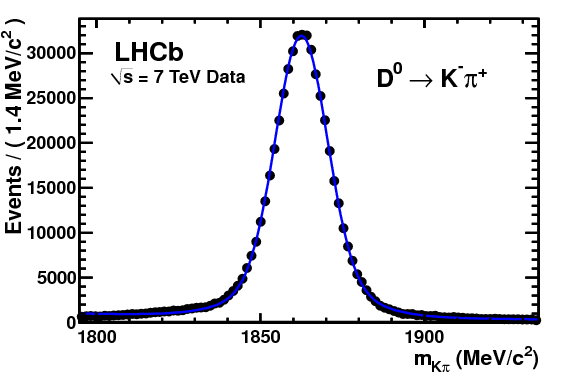 LHCb
√s = 7 TeV Data
D⁰ → K⁻π⁺
Events / ( 1.4 MeV/c² )
30000
25000
20000
15000
10000
5000
0
1800 1850 1900
m_Kπ (MeV/c²)